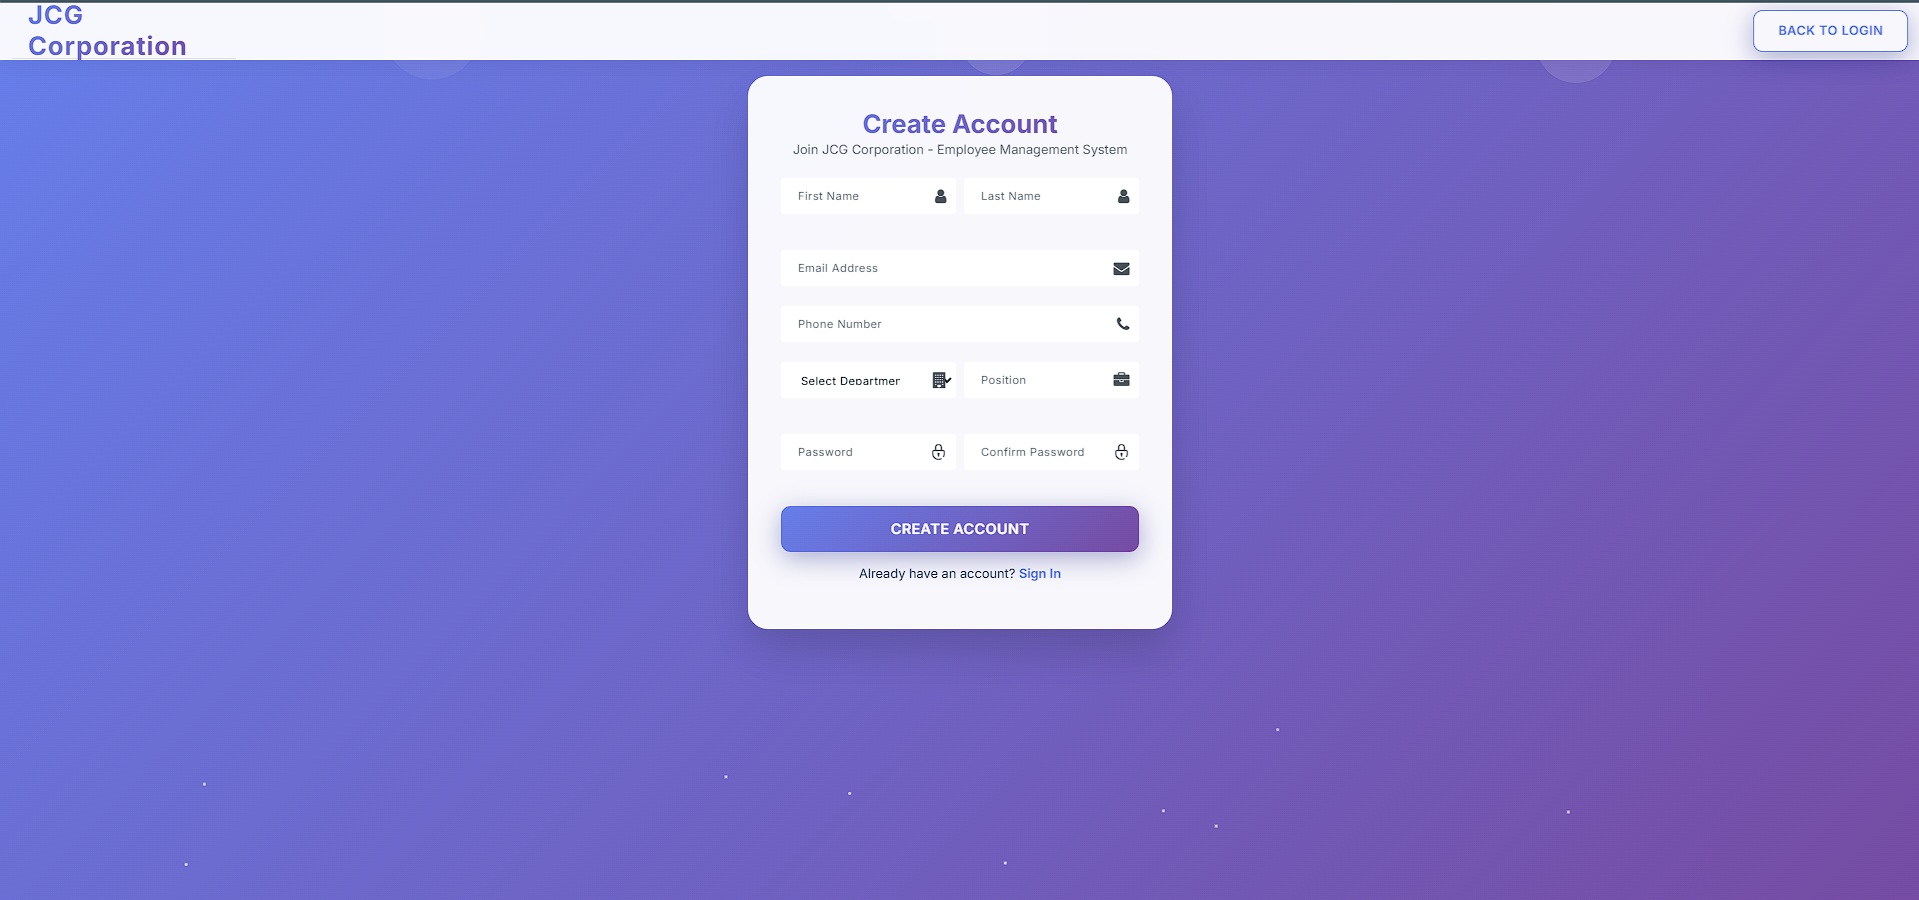 JCG
Corporation
BACK TO LOGIN
Create Account
Join JCG Corporation - Employee Management System
First Name
Last Name
Email Address
Phone Number
Select Departmen
Position
Password
Confirm Password
CREATE ACCOUNT
Already have an account? Sign In